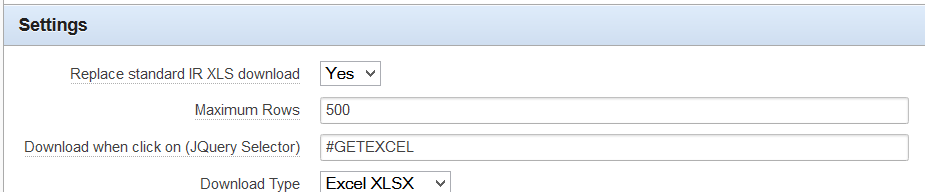 Settings
Replace standard IR XLS download Yes
Maximum Rows 500
Download when click on (JQuery Selector) #GETEXCEL
Download Type Excel XLSX